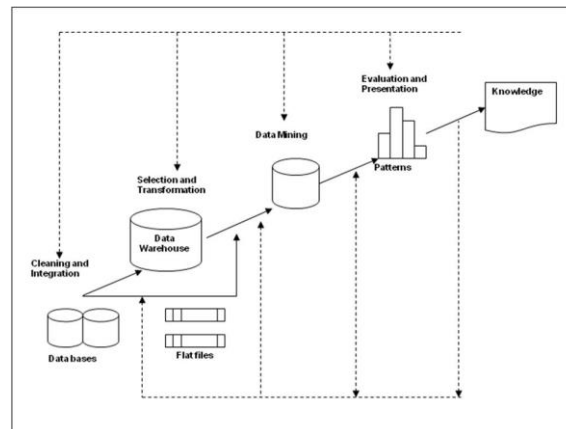 Evaluation and
Presentation
Knowledge
Data Mining
Patterns
Selection and
Transformation
Data
Warehouse
Cleaning and
Integration
Data bases
Flat files